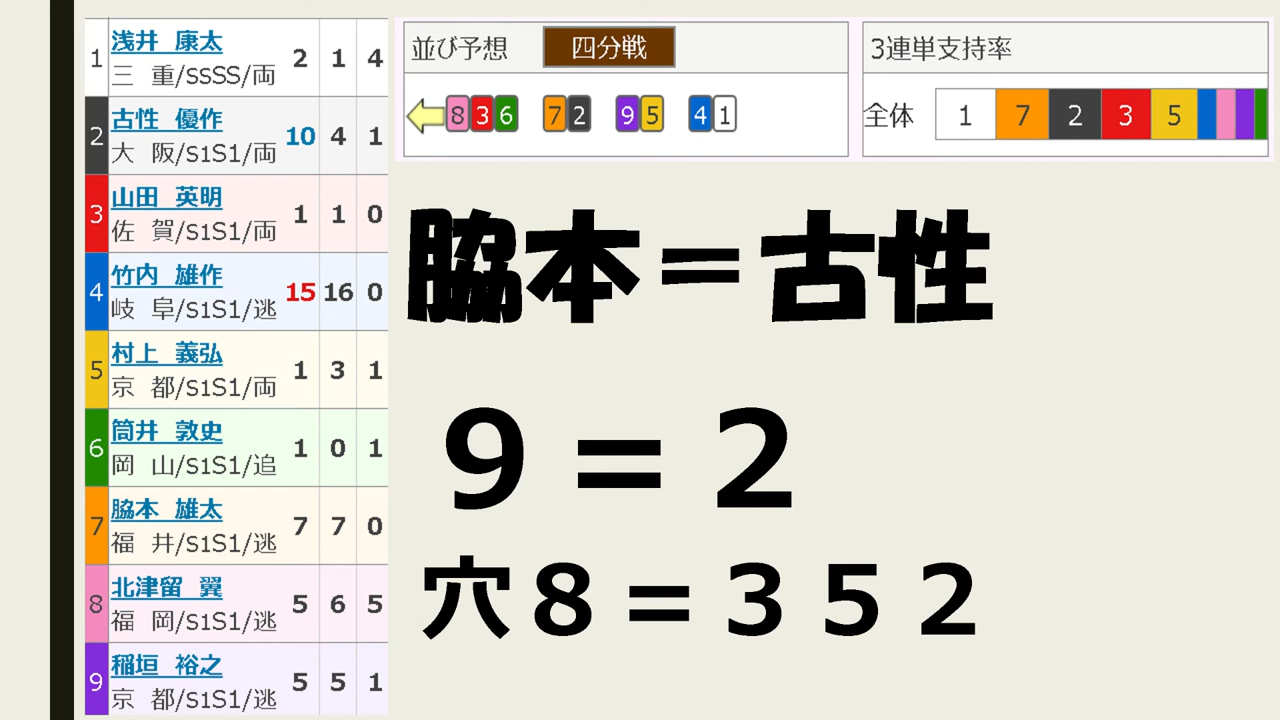 1 浅井 康太 2 1 4
三 重/SSSS/両
2 古性 優作 10 4 1
大 阪/S1S1/両
3 山田 英明 1 1 0
佐 賀/S1S1/両
4 竹内 雄作 15 16 0
岐 阜/S1S1/逃
5 村上 義弘 1 3 1
京 都/S1S1/両
6 筒井 敦史 1 0 1
岡 山/S1S1/追
7 脇本 雄太 7 7 0
福 井/S1S1/逃
8 北津留 翼 5 6 5
福 岡/S1S1/逃
9 稲垣 裕之 5 5 1
京 都/S1S1/逃
並び予想 四分戦
8 3 6 7 2 9 5 4 1
3連単支持率
全体 1 7 2 3 5
脇本＝古性
９＝２
穴８＝３５２